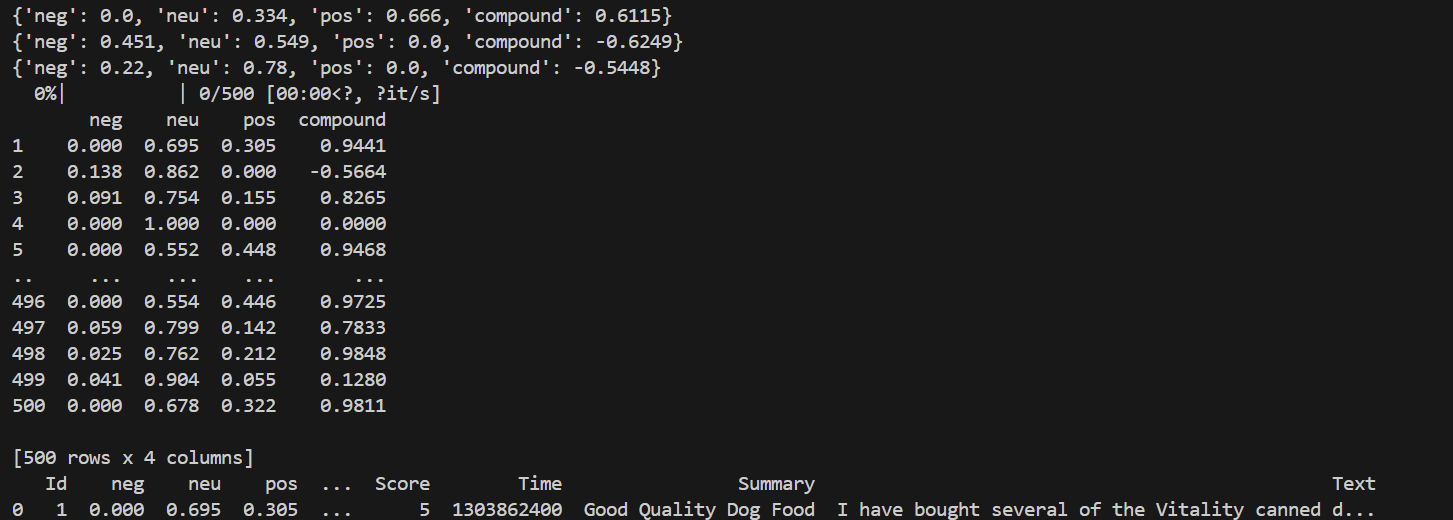 {'neg': 0.0, 'neu': 0.334, 'pos': 0.666, 'compound': 0.6115}
{'neg': 0.451, 'neu': 0.549, 'pos': 0.0, 'compound': -0.6249}
{'neg': 0.22, 'neu': 0.78, 'pos': 0.0, 'compound': -0.5448}
  0%|          | 0/500 [00:00<?, ?it/s]
       neg    neu    pos  compound
1    0.000  0.695  0.305    0.9441
2    0.138  0.862  0.000   -0.5664
3    0.091  0.754  0.155    0.8265
4    0.000  1.000  0.000    0.0000
5    0.000  0.552  0.448    0.9468
..     ...    ...    ...       ...
496  0.000  0.554  0.446    0.9725
497  0.059  0.799  0.142    0.7833
498  0.025  0.762  0.212    0.9848
499  0.041  0.904  0.055    0.1280
500  0.000  0.678  0.322    0.9811
[500 rows x 4 columns]
   Id    neg    neu    pos  ...  Score        Time                Summary                                               Text
0   1  0.000  0.695  0.305  ...      5  1303862400  Good Quality Dog Food  I have bought several of the Vitality canned d...